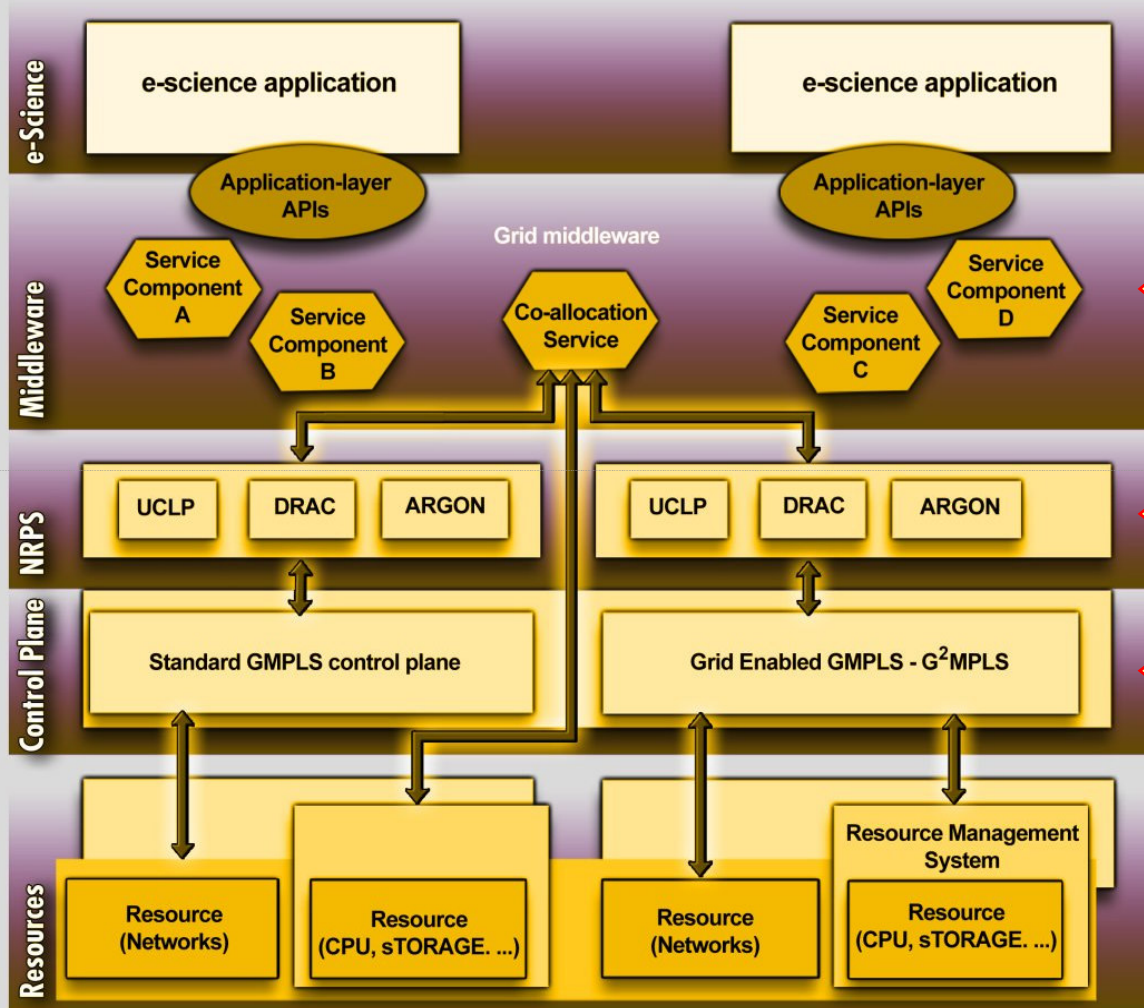 e-Science
e-science application
e-science application
Application-layer
APIs
Application-layer
APIs
Middleware
Grid middleware
Service
Component
A
Service
Component
B
Co-allocation
Service
Service
Component
C
Service
Component
D
NRPS
UCLP
DRAC
ARGON
UCLP
DRAC
ARGON
Control Plane
Standard GMPLS control plane
Grid Enabled GMPLS - G²MPLS
Resources
Resource
(Networks)
Resource
(CPU, sTORAGE. ...)
Resource
(Networks)
Resource Management
System
Resource
(CPU, sTORAGE. ...)